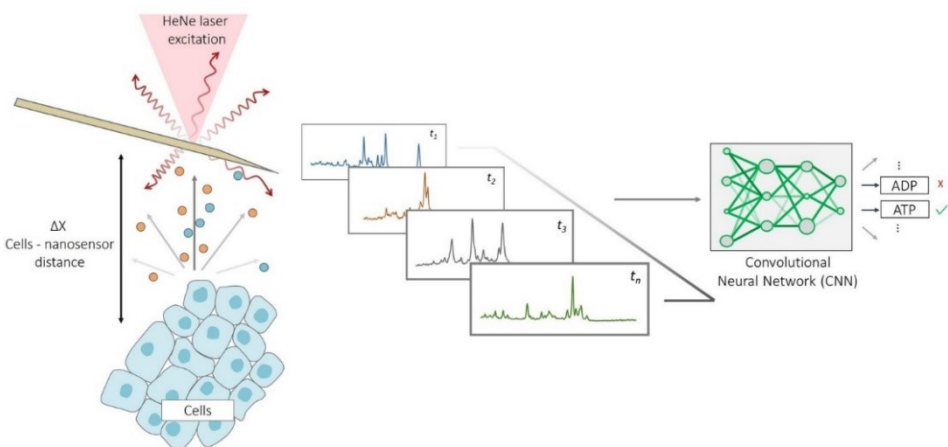 HeNe laser
excitation
ΔX
Cells - nanosensor
distance
Cells
t1
t2
t3
tn
Convolutional
Neural Network (CNN)
⋮
ADP x
ATP ✓
⋮